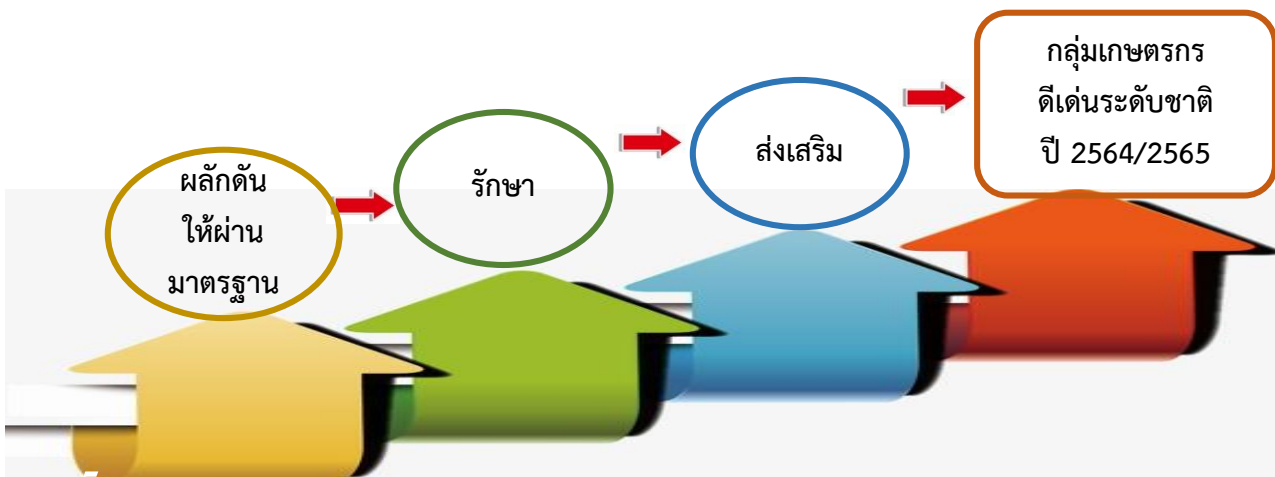 ผลักดัน
ให้ผ่าน
มาตรฐาน
รักษา
ส่งเสริม
กลุ่มเกษตรกร
ดีเด่นระดับชาติ
ปี 2564/2565